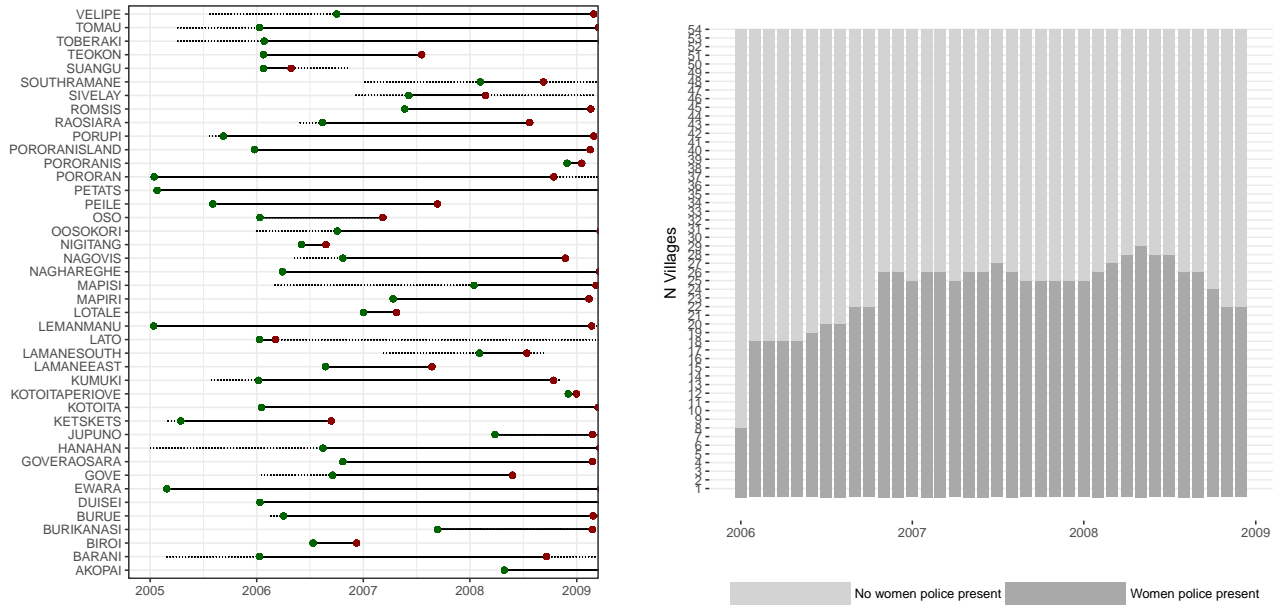 VELIPE
TOMAU
TOBERAKI
TEOKON
SUANGU
SOUTHRAMANE
SIVELAY
ROMSIS
RAOSIARA
PORUPI
PORORANISLAND
PORORANIS
PORORAN
PETATS
PEILE
OSO
OOSOKORI
NIGITANG
NAGOVIS
NAGHAREGHE
MAPISI
MAPIRI
LOTALE
LEMANMANU
LATO
LAMANESOUTH
LAMANEEAST
KUMUKI
KOTOITAPERIOVE
KOTOITA
KETSKETS
JUPUNO
HANAHAN
GOVERAOSARA
GOVE
EWARA
DUISEI
BURUE
BURIKANASI
BIROI
BARANI
AKOPAI
2005 2006 2007 2008 2009
N Villages
54
53
52
51
50
49
48
47
46
45
44
43
42
41
40
39
38
37
36
35
34
33
32
31
30
29
28
27
26
25
24
23
22
21
20
19
18
17
16
15
14
13
12
11
10
9
8
7
6
5
4
3
2
1
2006 2007 2008 2009
No women police present Women police present